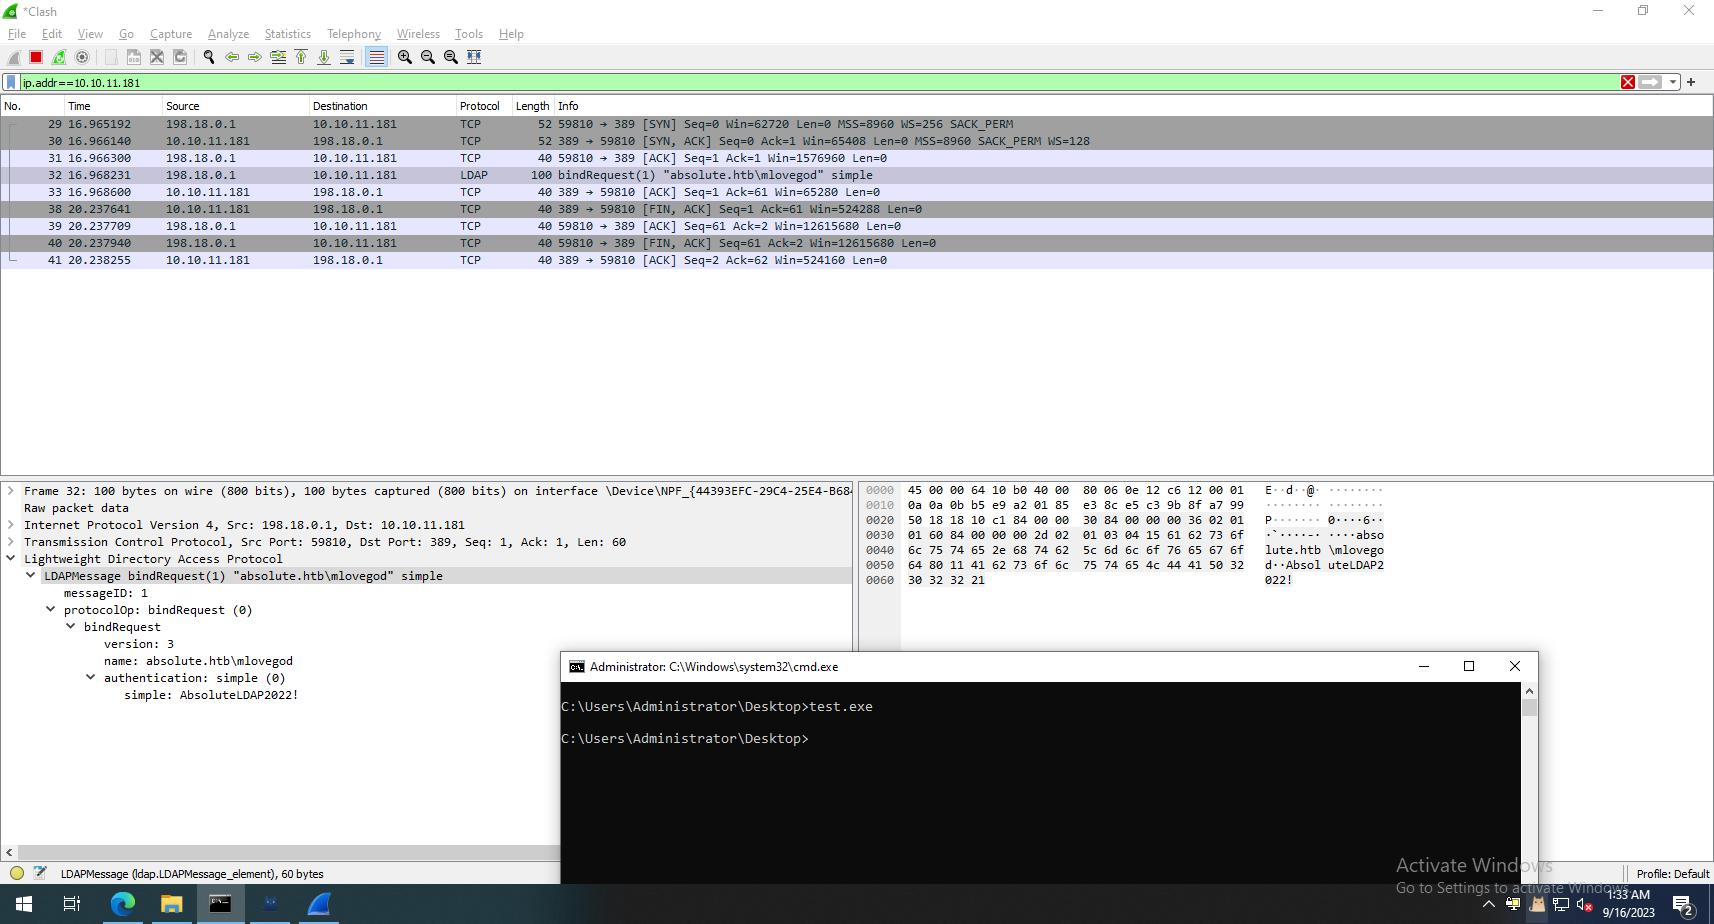 *Clash
File Edit View Go Capture Analyze Statistics Telephony Wireless Tools Help
ip.addr==10.10.11.181
No. Time Source Destination Protocol Length Info
29 16.965192 198.18.0.1 10.10.11.181 TCP 52 59810 → 389 [SYN] Seq=0 Win=62720 Len=0 MSS=8960 WS=256 SACK_PERM
30 16.966140 10.10.11.181 198.18.0.1 TCP 52 389 → 59810 [SYN, ACK] Seq=0 Ack=1 Win=65408 Len=0 MSS=8960 SACK_PERM WS=128
31 16.966300 198.18.0.1 10.10.11.181 TCP 40 59810 → 389 [ACK] Seq=1 Ack=1 Win=1576960 Len=0
32 16.968231 198.18.0.1 10.10.11.181 LDAP 100 bindRequest(1) "absolute.htb\mlovegod" simple
33 16.968600 10.10.11.181 198.18.0.1 TCP 40 389 → 59810 [ACK] Seq=1 Ack=61 Win=65280 Len=0
38 20.237641 10.10.11.181 198.18.0.1 TCP 40 389 → 59810 [FIN, ACK] Seq=1 Ack=61 Win=524288 Len=0
39 20.237709 198.18.0.1 10.10.11.181 TCP 40 59810 → 389 [ACK] Seq=61 Ack=2 Win=12615680 Len=0
40 20.237940 198.18.0.1 10.10.11.181 TCP 40 59810 → 389 [FIN, ACK] Seq=61 Ack=2 Win=12615680 Len=0
41 20.238255 10.10.11.181 198.18.0.1 TCP 40 389 → 59810 [ACK] Seq=2 Ack=62 Win=524160 Len=0
Frame 32: 100 bytes on wire (800 bits), 100 bytes captured (800 bits) on interface \Device\NPF_{44393EFC-29C4-25E4-B684
Raw packet data
Internet Protocol Version 4, Src: 198.18.0.1, Dst: 10.10.11.181
Transmission Control Protocol, Src Port: 59810, Dst Port: 389, Seq: 1, Ack: 1, Len: 60
Lightweight Directory Access Protocol
LDAPMessage bindRequest(1) "absolute.htb\mlovegod" simple
messageID: 1
protocolOp: bindRequest (0)
bindRequest
version: 3
name: absolute.htb\mlovegod
authentication: simple (0)
simple: AbsoluteLDAP2022!
0000 45 00 00 64 10 b0 40 00 80 06 0e 12 c6 12 00 01 E··d··@· ········
0010 0a 0a 0b b5 e9 a2 01 85 e3 8c e5 c3 9b 8f a7 99 ········ ········
0020 50 18 18 10 c1 84 00 00 30 84 00 00 00 36 02 01 P······· 0····6··
0030 01 60 84 00 00 00 2d 02 01 03 04 15 61 62 73 6f ·`····-· ····abso
0040 6c 75 74 65 2e 68 74 62 5c 6d 6c 6f 76 65 67 6f lute.htb \mlovego
0050 64 80 11 41 62 73 6f 6c 75 74 65 4c 44 41 50 32 d··Absol uteLDAP2
0060 30 32 32 21 022!
Administrator: C:\Windows\system32\cmd.exe
C:\Users\Administrator\Desktop>test.exe
C:\Users\Administrator\Desktop>
LDAPMessage (ldap.LDAPMessage_element), 60 bytes
Profile: Default
Activate Windows
Go to Settings to activate Windows.
1:33 AM
9/16/2023
2